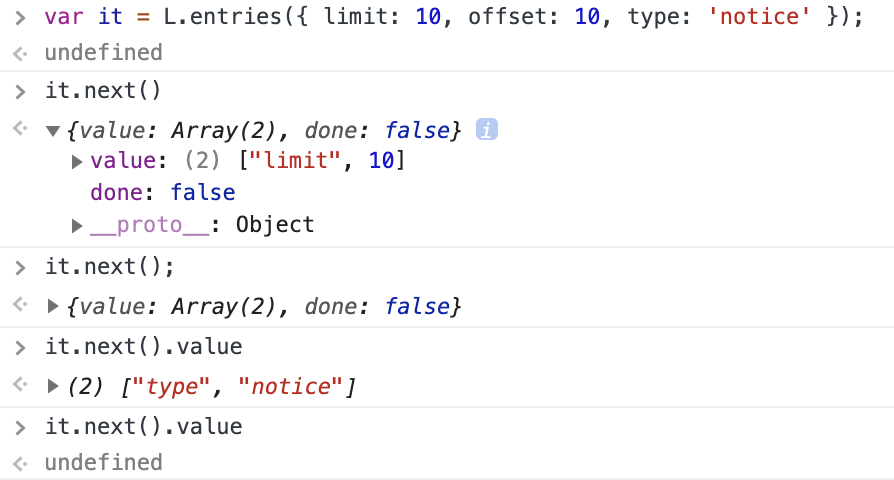 > var it = L.entries({ limit: 10, offset: 10, type: 'notice' });
<· undefined
> it.next()
<· ▼{value: Array(2), done: false} i
▶value: (2) ["limit", 10]
done: false
▶__proto__: Object
> it.next();
<· ▶{value: Array(2), done: false}
> it.next().value
<· ▶(2) ["type", "notice"]
> it.next().value
<· undefined